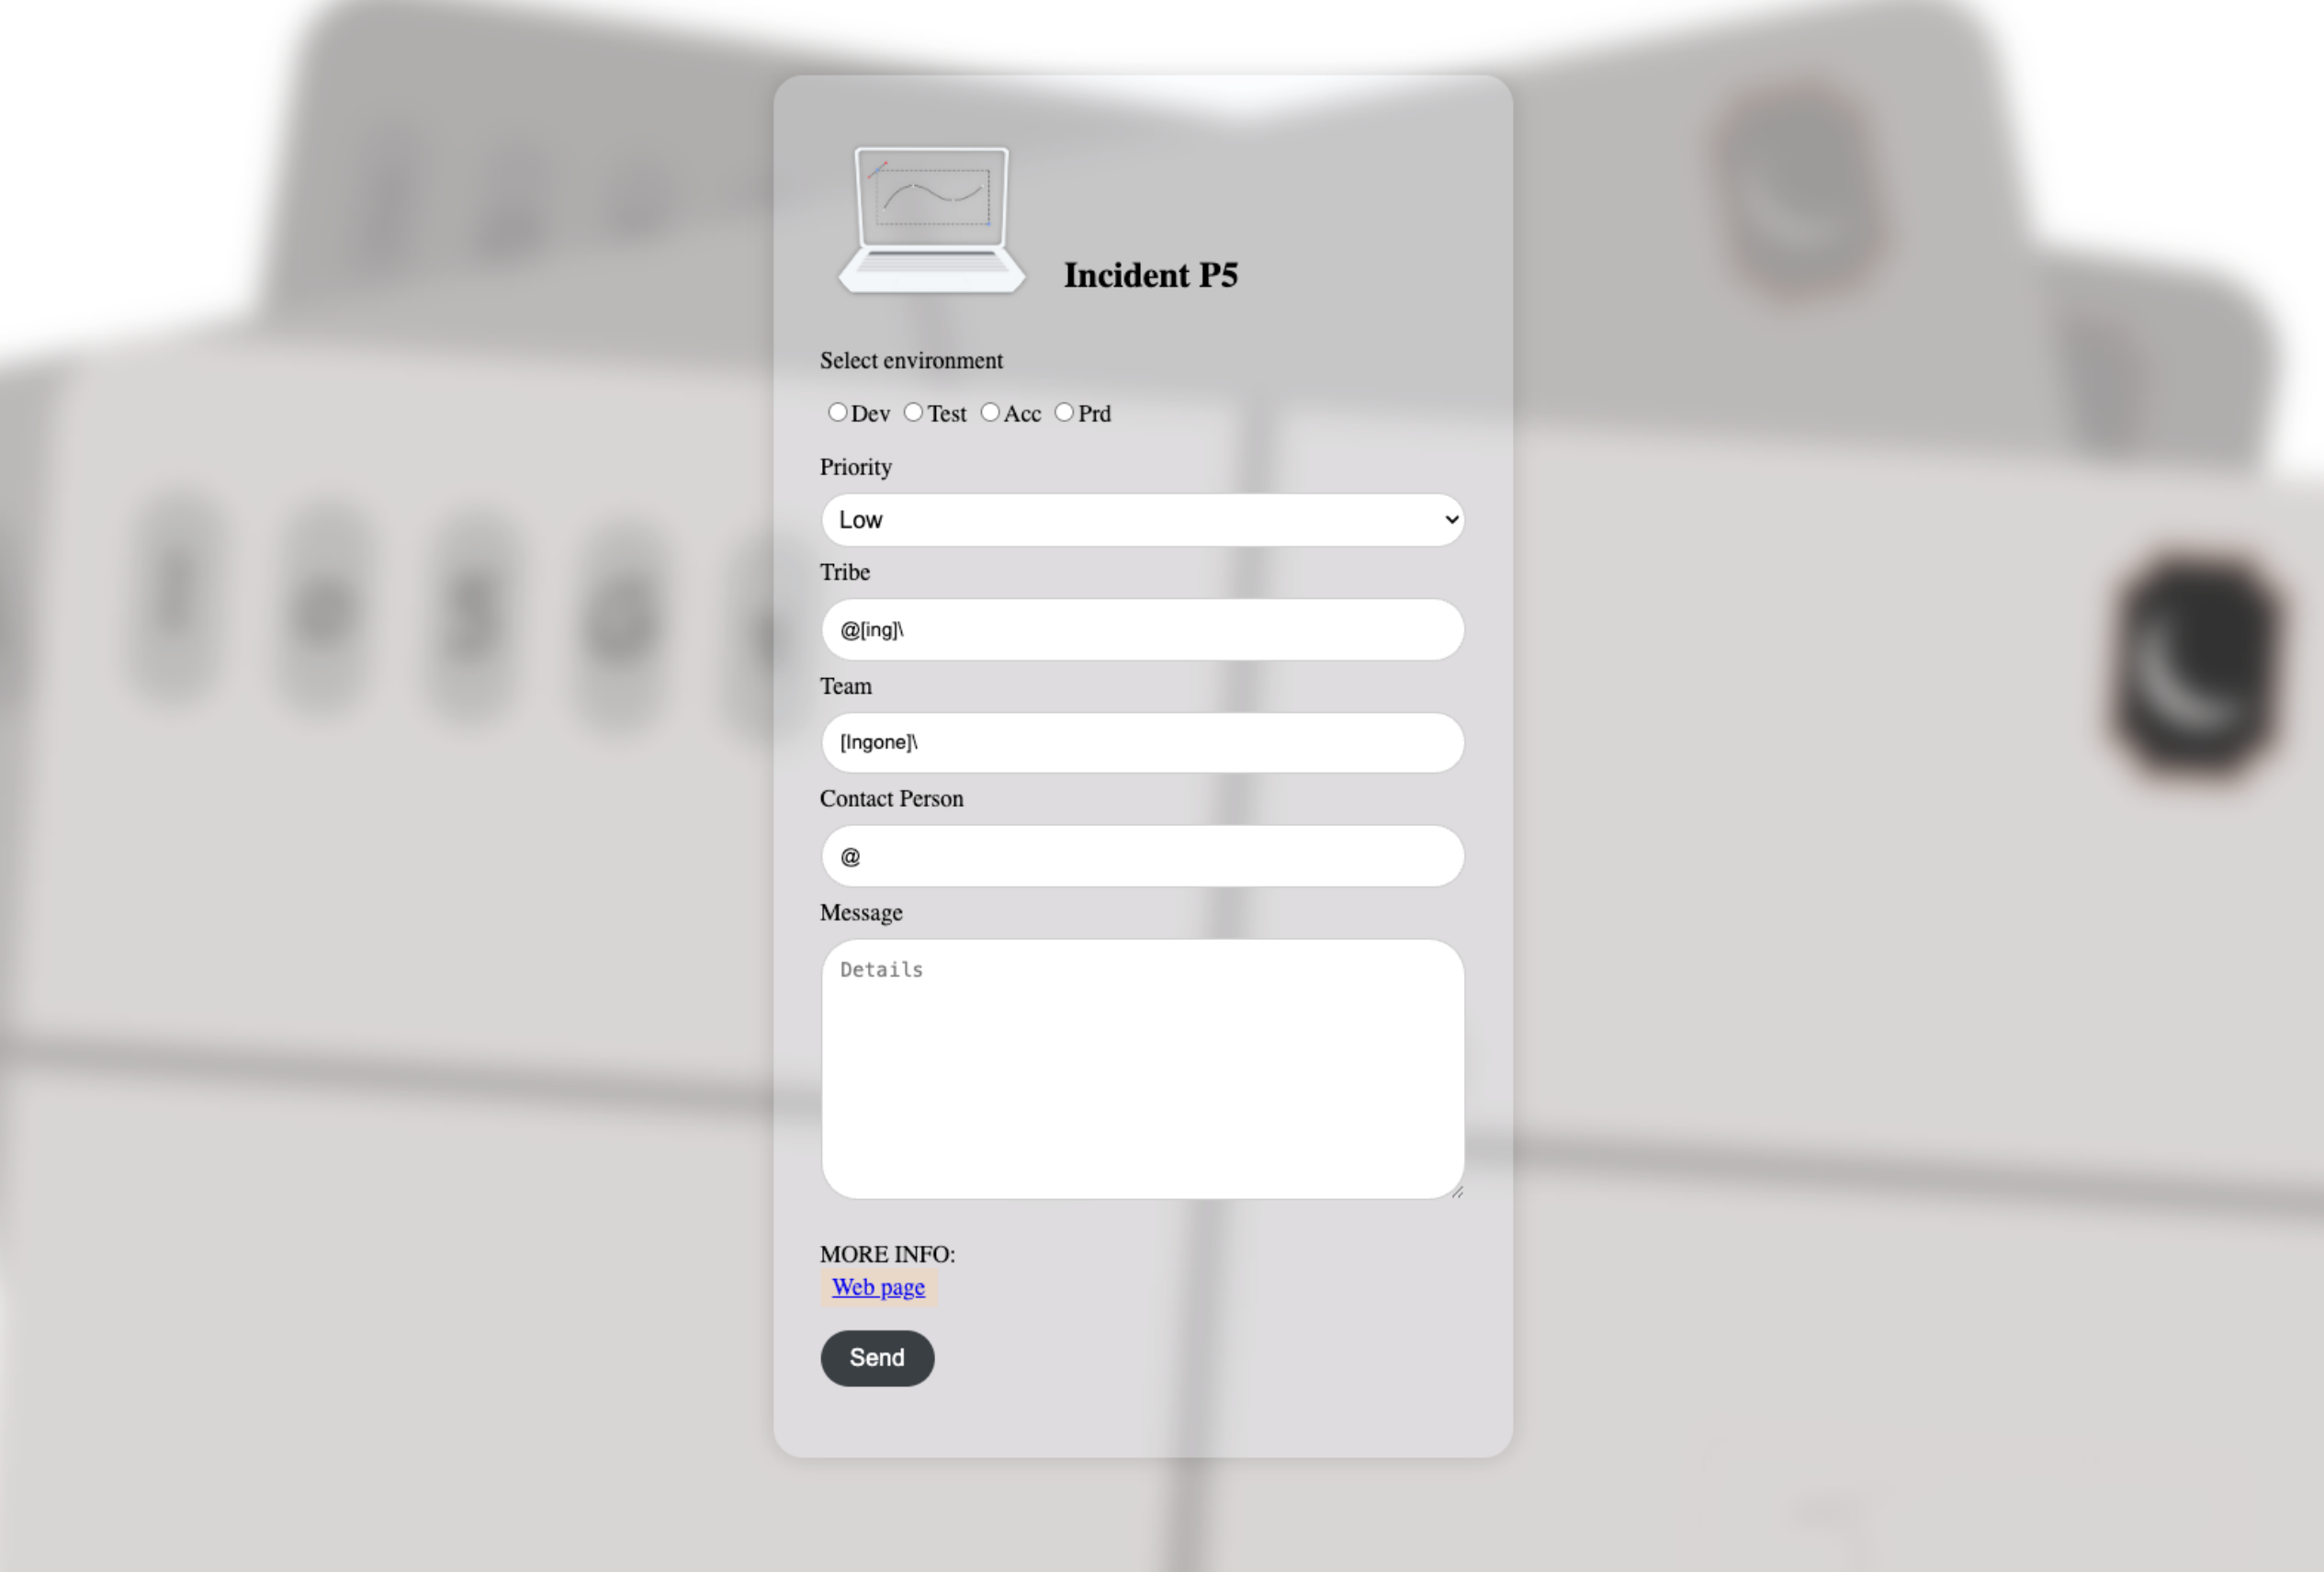 Incident P5
Select environment
Dev Test Acc Prd
Priority
Low
Tribe
@[ing]\
Team
[Ingone]\
Contact Person
@
Message
Details
MORE INFO:
Web page
Send